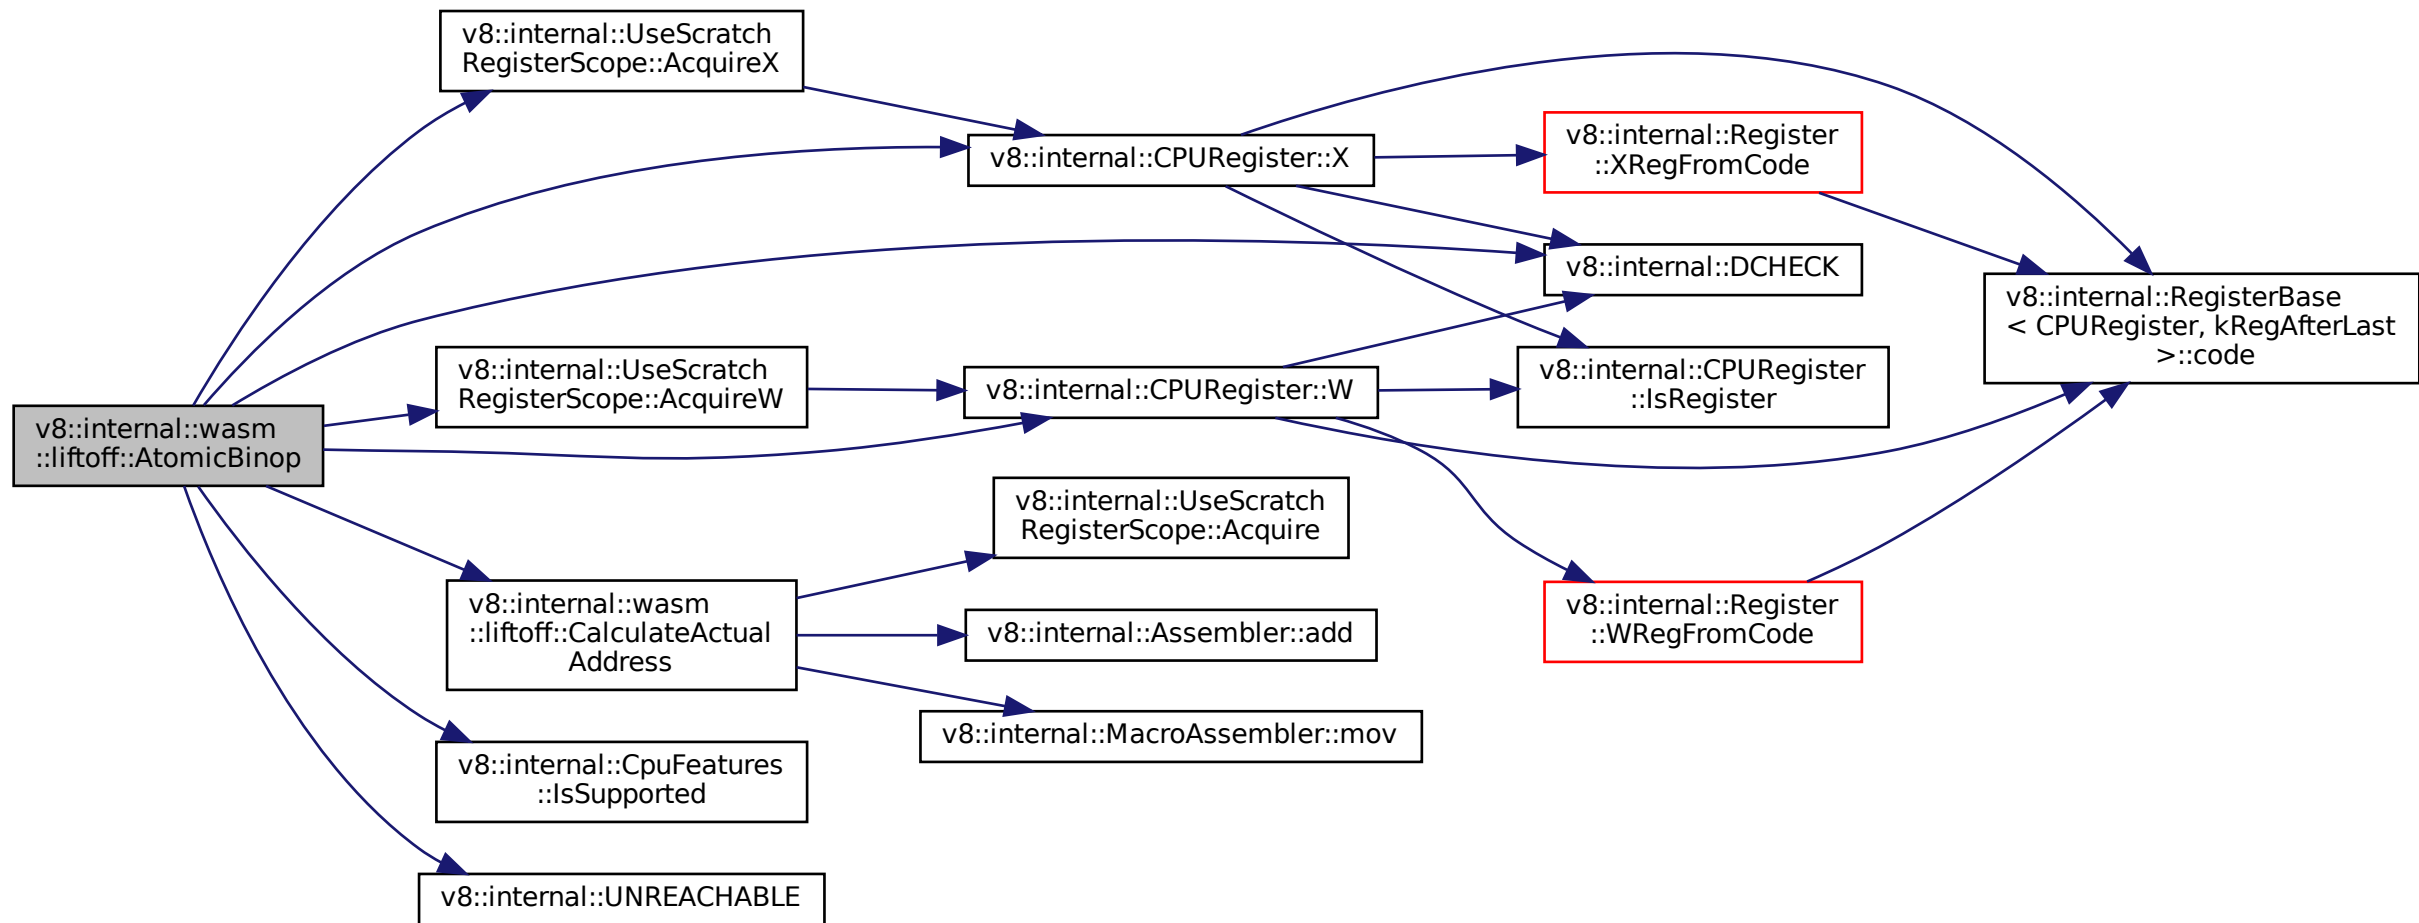 v8::internal::UseScratch
RegisterScope::AcquireX
v8::internal::CPURegister::X
v8::internal::Register
::XRegFromCode
v8::internal::DCHECK
v8::internal::RegisterBase
< CPURegister, kRegAfterLast
>::code
v8::internal::UseScratch
RegisterScope::AcquireW
v8::internal::CPURegister::W
v8::internal::CPURegister
::IsRegister
v8::internal::wasm
::liftoff::AtomicBinop
v8::internal::UseScratch
RegisterScope::Acquire
v8::internal::wasm
::liftoff::CalculateActual
Address
v8::internal::Assembler::add
v8::internal::Register
::WRegFromCode
v8::internal::MacroAssembler::mov
v8::internal::CpuFeatures
::IsSupported
v8::internal::UNREACHABLE